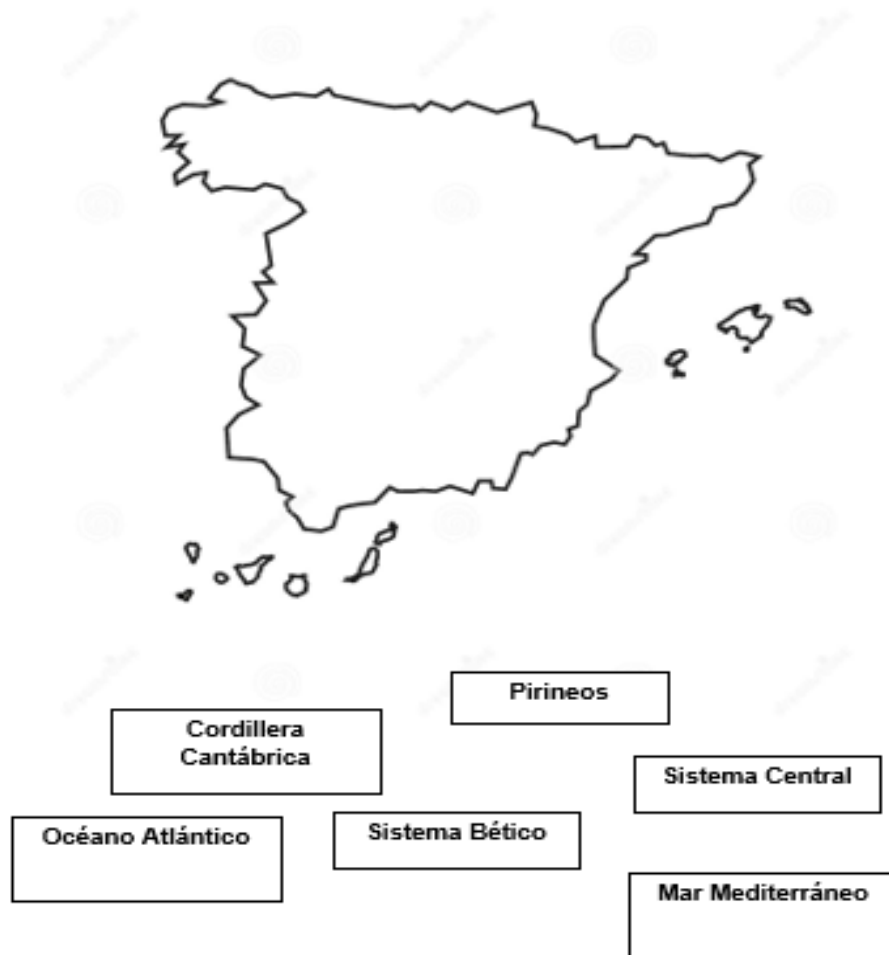 Pirineos
Cordillera
Cantábrica
Sistema Central
Océano Atlántico
Sistema Bético
Mar Mediterráneo